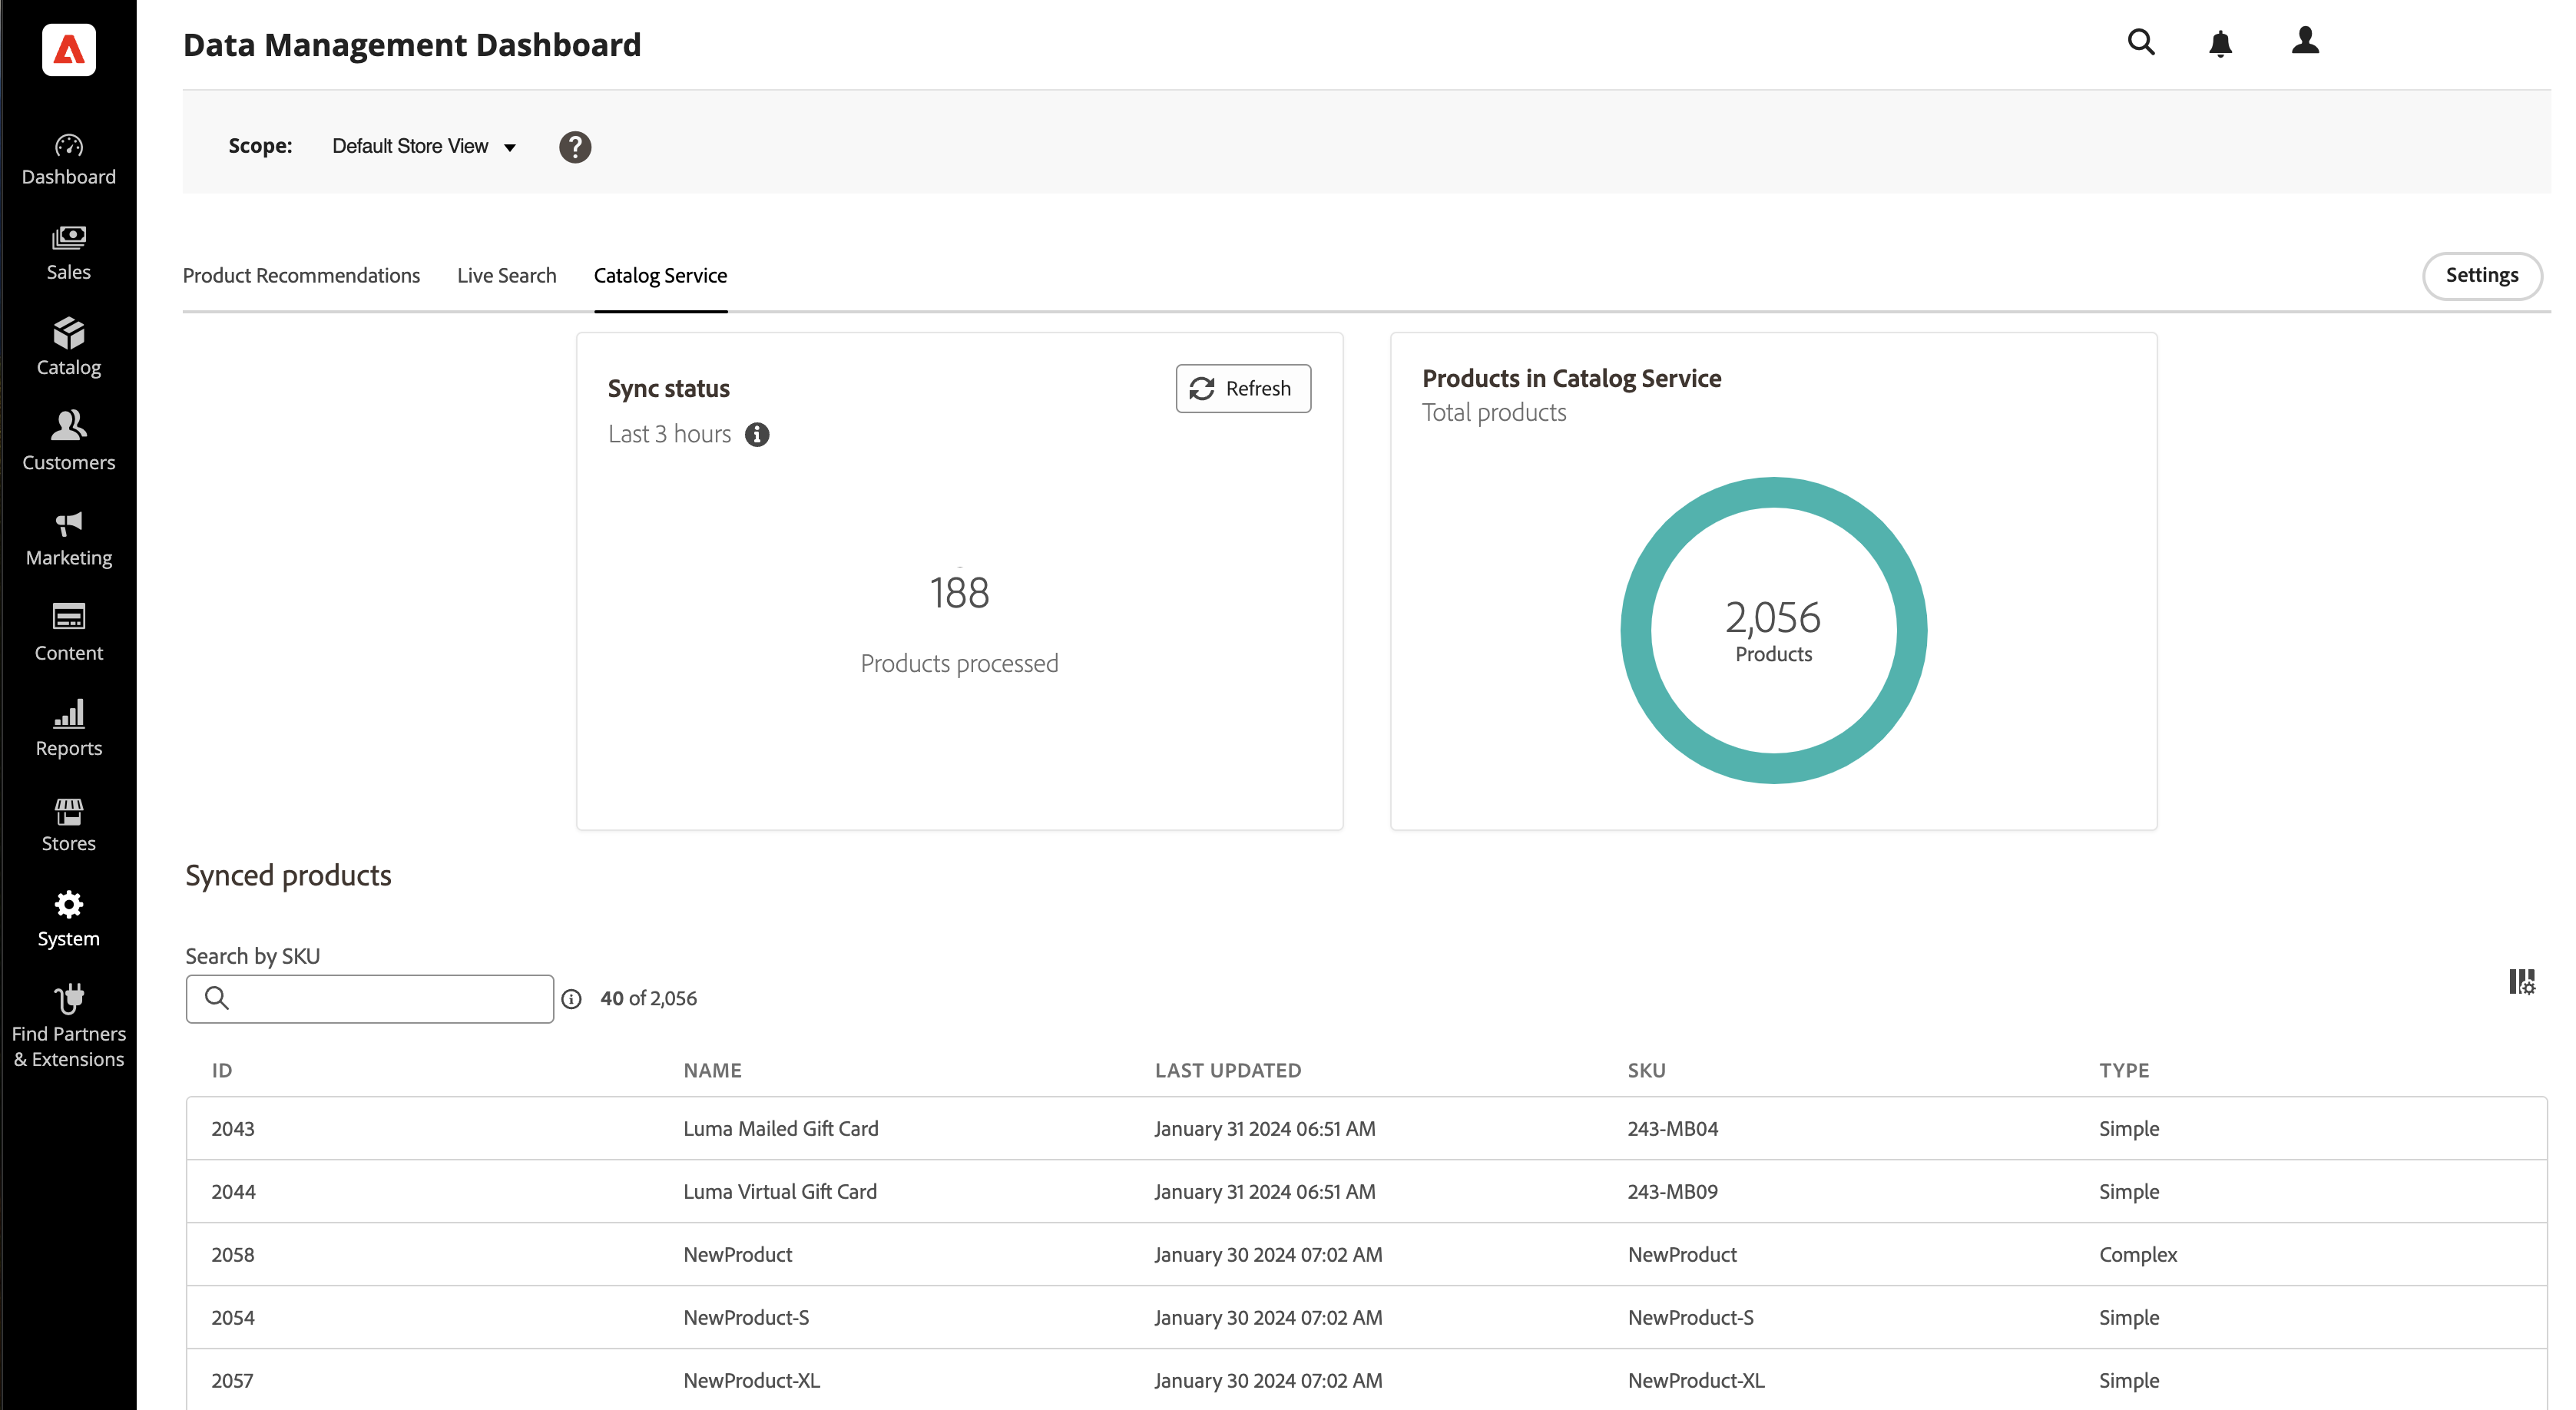 Data Management Dashboard
Scope: Default Store View
Dashboard
Sales
Catalog
Customers
Marketing
Content
Reports
Stores
System
Find Partners
& Extensions
Product Recommendations Live Search Catalog Service Settings
Sync status Refresh
Last 3 hours
188
Products processed
Products in Catalog Service
Total products
2,056
Products
Synced products
Search by SKU
40 of 2,056
ID NAME LAST UPDATED SKU TYPE
2043 Luma Mailed Gift Card January 31 2024 06:51 AM 243-MB04 Simple
2044 Luma Virtual Gift Card January 31 2024 06:51 AM 243-MB09 Simple
2058 NewProduct January 30 2024 07:02 AM NewProduct Complex
2054 NewProduct-S January 30 2024 07:02 AM NewProduct-S Simple
2057 NewProduct-XL January 30 2024 07:02 AM NewProduct-XL Simple